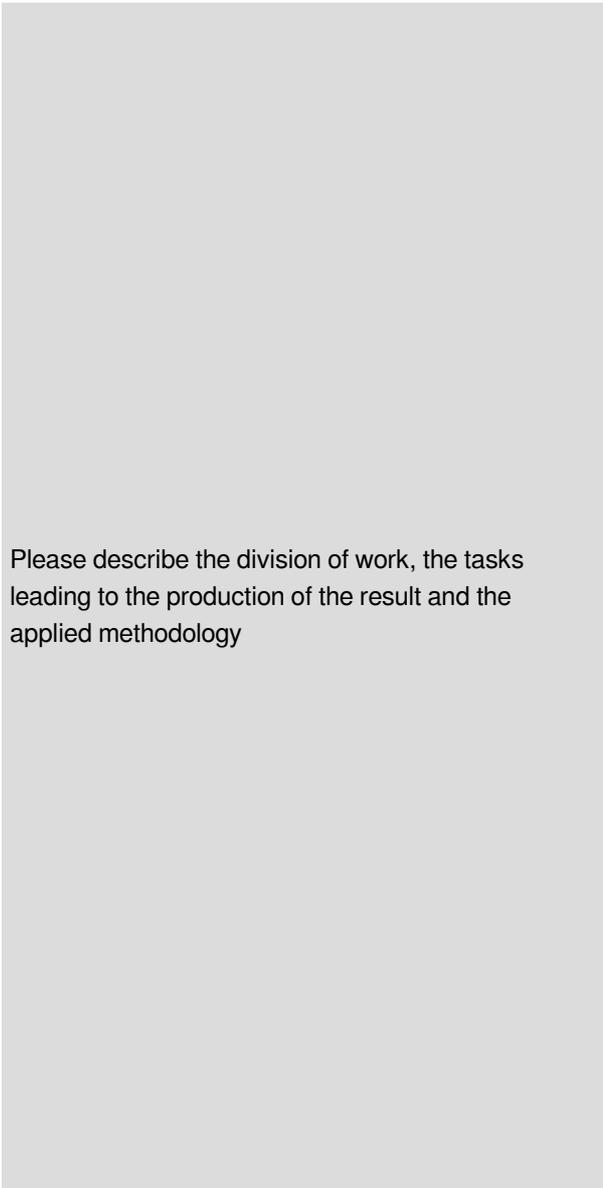 Please describe the division of work, the tasks
leading to the production of the result and the
applied methodology